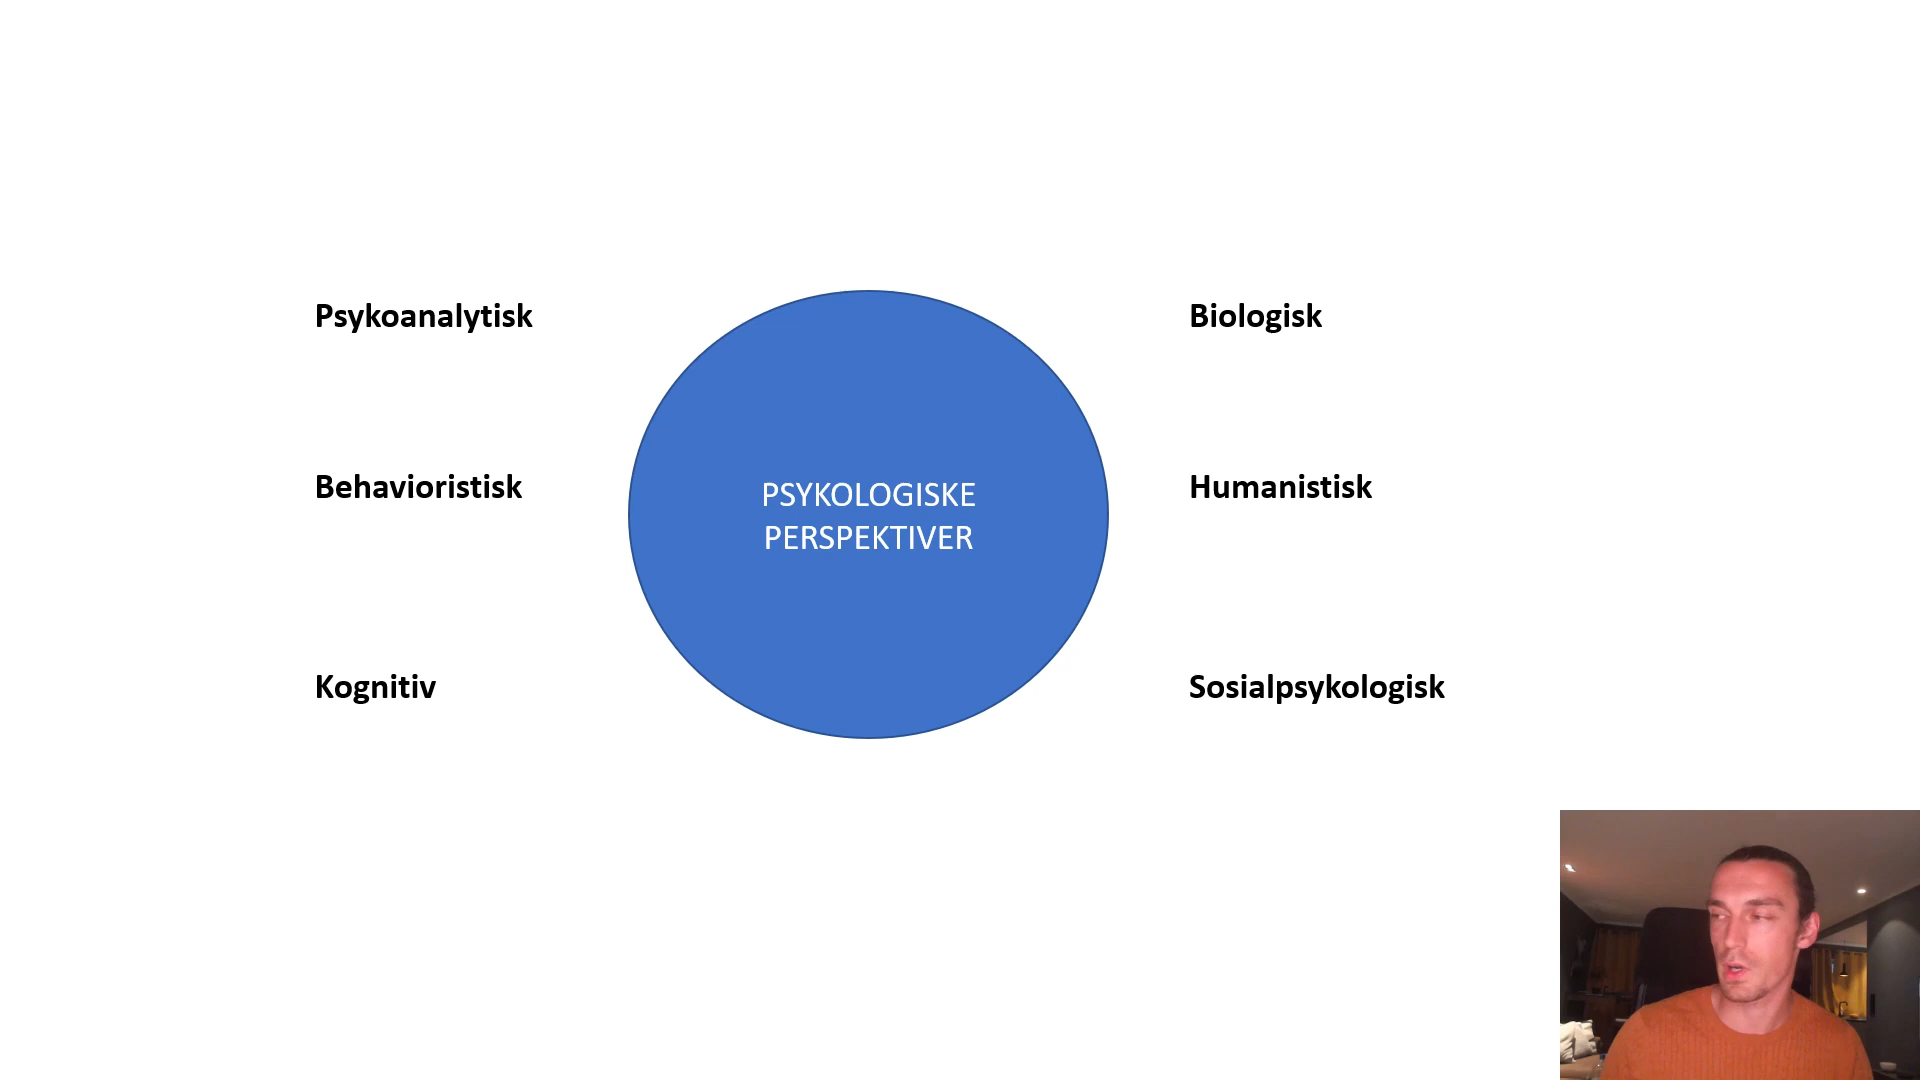 Psykoanalytisk
Behavioristisk
Kognitiv
PSYKOLOGISKE
PERSPEKTIVER
Biologisk
Humanistisk
Sosialpsykologisk